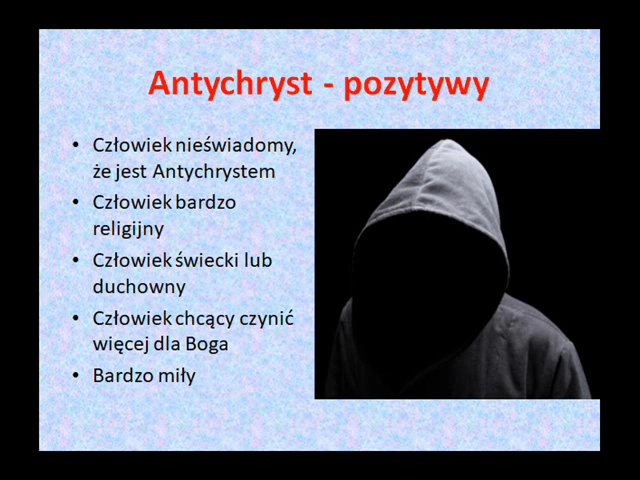 Antychryst - pozytywy
• Człowiek nieświadomy,
że jest Antychrystem
• Człowiek bardzo
religijny
• Człowiek świecki lub
duchowny
• Człowiek chcący czynić
więcej dla Boga
• Bardzo miły